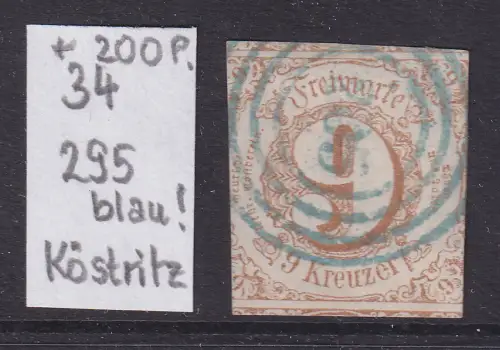 + 200 P.
34
295
blau!
Köstritz
Freimarke
9
9 Kreuzer